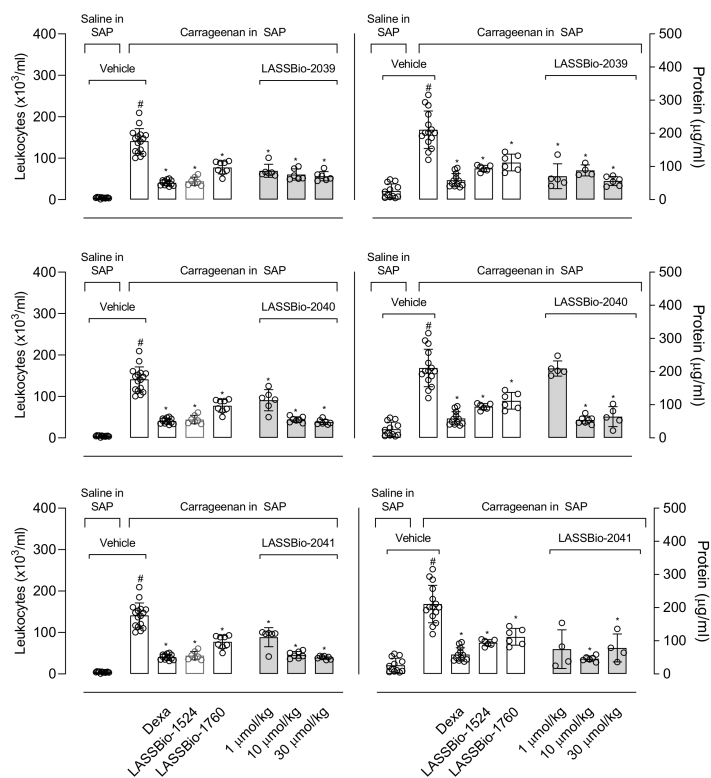 Saline in
SAP
Carrageenan in SAP
Vehicle
LASSBio-2039
Leukocytes (x10³/ml)
400
300
200
100
0
#
*
*
*
*
*
*
Saline in
SAP
Carrageenan in SAP
Vehicle
LASSBio-2039
Protein (μg/ml)
500
400
300
200
100
0
#
*
*
*
*
*
*
Saline in
SAP
Carrageenan in SAP
Vehicle
LASSBio-2040
Leukocytes (x10³/ml)
400
300
200
100
0
#
*
*
*
*
*
*
Saline in
SAP
Carrageenan in SAP
Vehicle
LASSBio-2040
Protein (μg/ml)
500
400
300
200
100
0
#
*
*
*
*
*
Saline in
SAP
Carrageenan in SAP
Vehicle
LASSBio-2041
Leukocytes (x10³/ml)
400
300
200
100
0
#
*
*
*
*
*
*
Saline in
SAP
Carrageenan in SAP
Vehicle
LASSBio-2041
Protein (μg/ml)
500
400
300
200
100
0
#
*
*
*
*
*
Dexa
LASSBio-1524
LASSBio-1760
1 μmol/kg
10 μmol/kg
30 μmol/kg
Dexa
LASSBio-1524
LASSBio-1760
1 μmol/kg
10 μmol/kg
30 μmol/kg